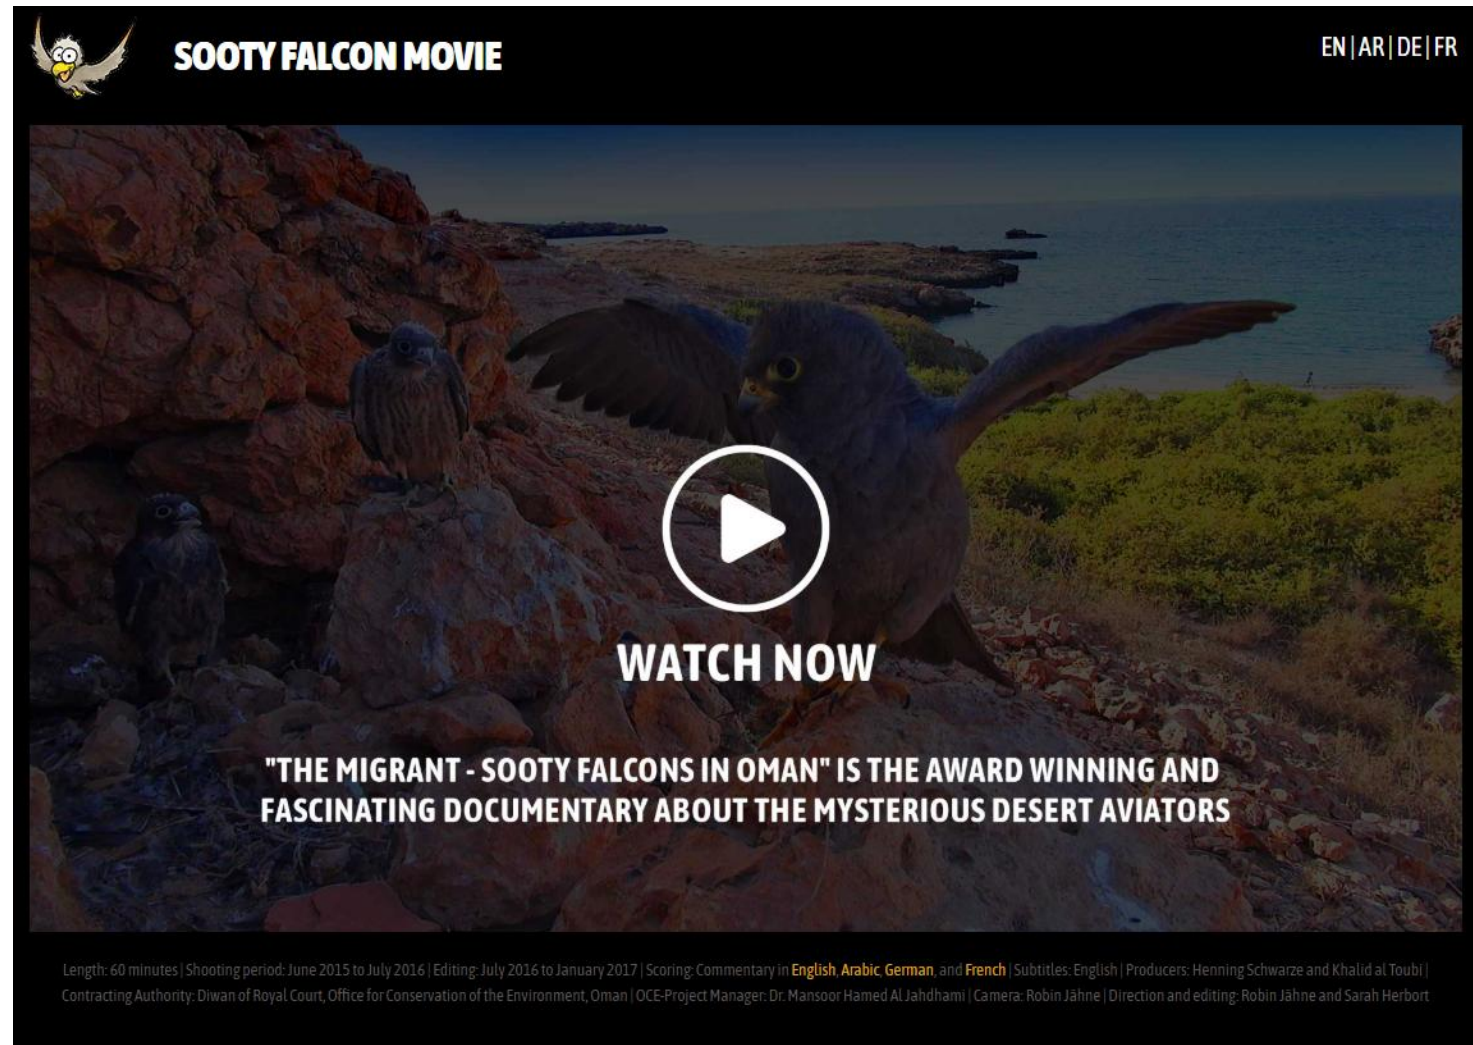 SOOTY FALCON MOVIE
EN | AR | DE | FR
WATCH NOW
"THE MIGRANT - SOOTY FALCONS IN OMAN" IS THE AWARD WINNING AND
FASCINATING DOCUMENTARY ABOUT THE MYSTERIOUS DESERT AVIATORS
Length: 60 minutes | Shooting period: June 2015 to July 2016 | Editing: July 2016 to January 2017 | Scoring: Commentary in English, Arabic, German, and French | Subtitles: English | Producers: Henning Schwarze and Khalid al Toubi |
Contracting Authority: Diwan of Royal Court, Office for Conservation of the Environment, Oman | OCE-Project Manager: Dr. Mansoor Hamed Al Jahdhami | Camera: Robin Jähne | Direction and editing: Robin Jähne and Sarah Herbort